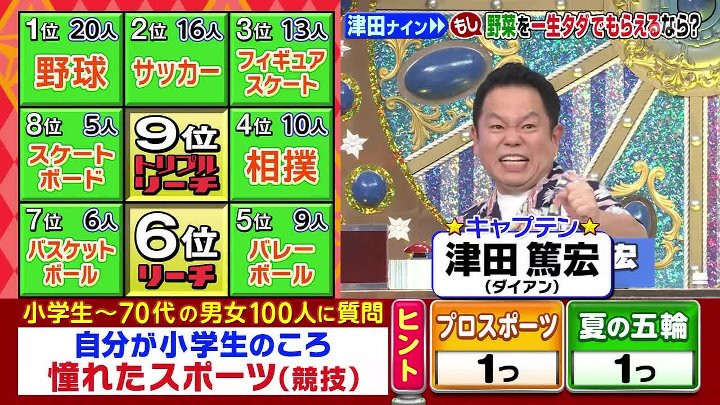 1位 20人
野球
2位 16人
サッカー
3位 13人
フィギュア
スケート
8位 5人
スケート
ボード
9位
トリプル
リーチ
4位 10人
相撲
7位 6人
バスケット
ボール
6位
リーチ
5位 9人
バレー
ボール
津田ナイン もし 野菜を一生タダでもらえるなら?
キャプテン
津田 篤宏
(ダイアン)
宏
小学生〜70代の男女100人に質問
自分が小学生のころ
憧れたスポーツ(競技)
ヒント
プロスポーツ
1つ
夏の五輪
1つ